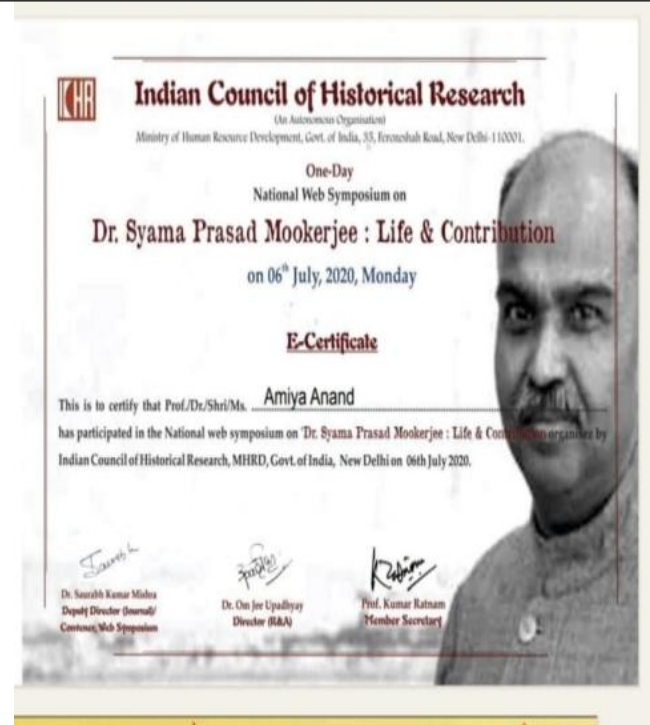 ICHR
Indian Council of Historical Research
(An Autonomous Organisation)
Ministry of Human Resource Development, Govt. of India, 35, Ferozeshah Road, New Delhi-110001.
One-Day
National Web Symposium on
Dr. Syama Prasad Mookerjee : Life & Contribution
on 06th July, 2020, Monday
E-Certificate
This is to certify that Prof./Dr./Shri/Ms. Amiya Anand
has participated in the National web symposium on 'Dr. Syama Prasad Mookerjee : Life & Contribution organise by
Indian Council of Historical Research, MHRD, Govt. of India, New Delhi on 06th July 2020.
Saurabh
Dr. Saurabh Kumar Mishra
Deputy Director (Journal)/
Convener, Web Symposium
Dr. Om Jee Upadhyay
Director (R&A)
Prof. Kumar Ratnam
Member Secretary